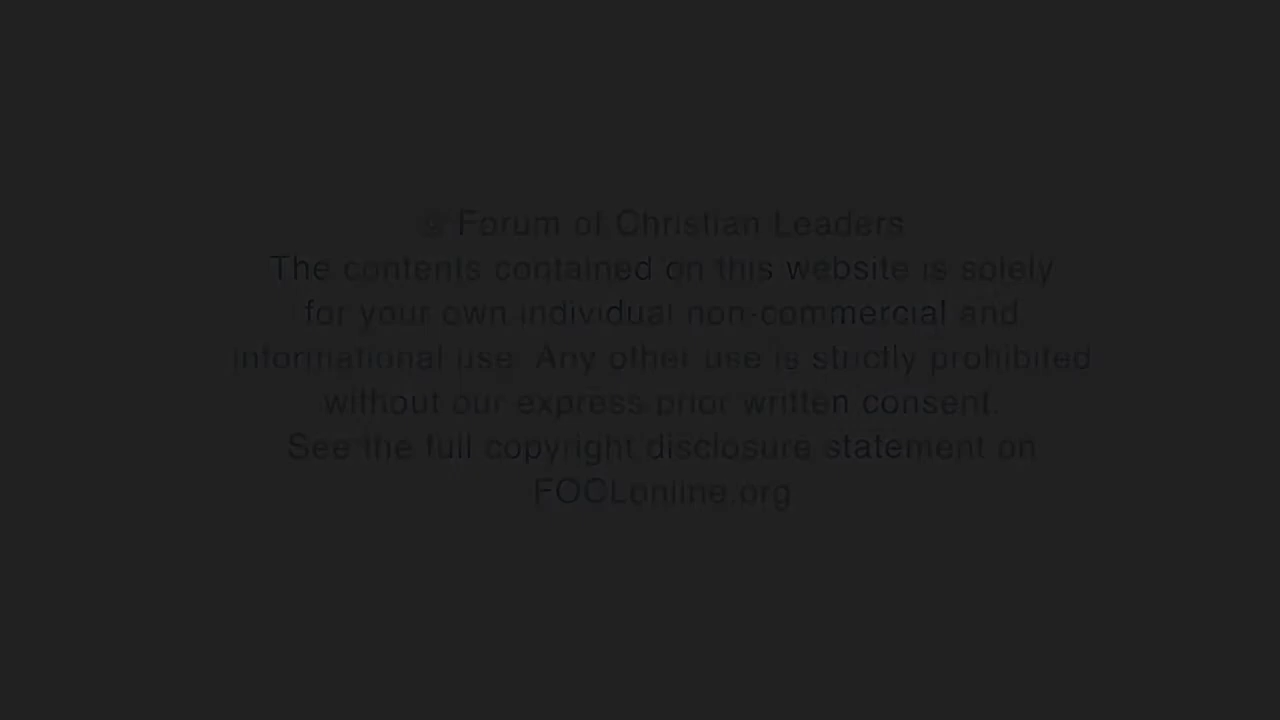 © Forum of Christian Leaders
The contents contained on this website is solely
for your own individual non-commercial and
informational use. Any other use is strictly prohibited
without our express prior written consent.
See the full copyright disclosure statement on
FOCLonline.org